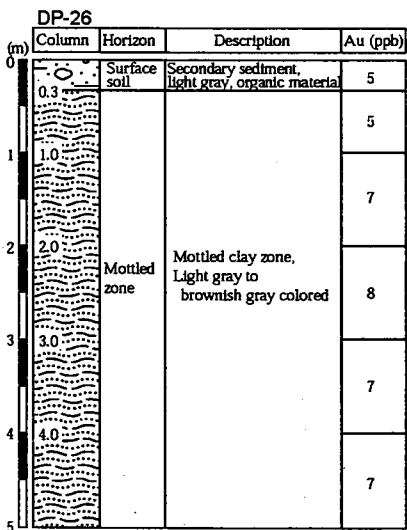 DP-26
(m) Column Horizon Description Au (ppb)
0 Surface soil Secondary sediment, light gray, organic material 5
0.3
5
1 1.0
7
2 2.0
Mottled zone Mottled clay zone, Light gray to brownish gray colored
8
3 3.0
7
4 4.0
7
5